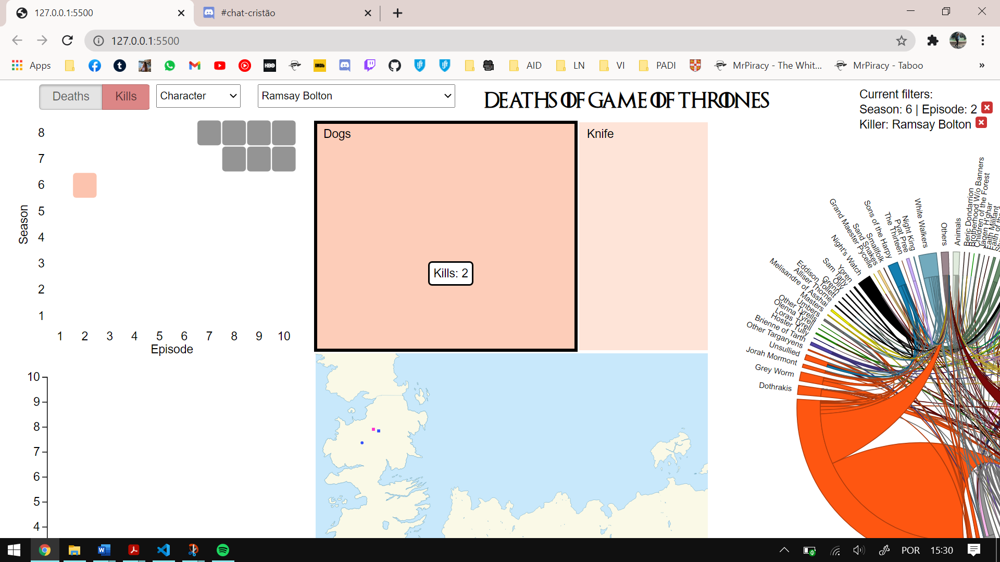 127.0.0.1:5500
#chat-cristão
127.0.0.1:5500
Apps
HBO
IMDb
AID
LN
VI
PADI
MrPiracy - The Whit...
MrPiracy - Taboo
»
Deaths
Kills
Character
Ramsay Bolton
DEATHS OF GAME OF THRONES
Current filters:
Season: 6 | Episode: 2
Killer: Ramsay Bolton
8
7
6
5
4
3
2
1
Season
1 2 3 4 5 6 7 8 9 10
Episode
10
9
8
7
6
5
4
Dogs
Kills: 2
Knife
Dothrakis
Grey Worm
Jorah Mormont
Unsullied
Other Targaryens
Brienne of Tarth
Hoster Tully
Loras Tyrell
Olenna Tyrell
Other Tyrells
Umbers
Masters
Melisandre of Asshai
Alliser Thorne
Eddison Tollett
Grenn
Olly
Sam Tarly
Yoren
Night's Watch
Grand Maester Pycelle
Sand Snakes
Smallfolk
Sons of the Harpy
The Thirteen
Pyat Pree
Night King
White Walkers
Others
Animals
Beric Dondarrion
Brotherhood W/o Banners
Children of the Forest
Jaqen H'ghar
Faith Militant
POR
15:30